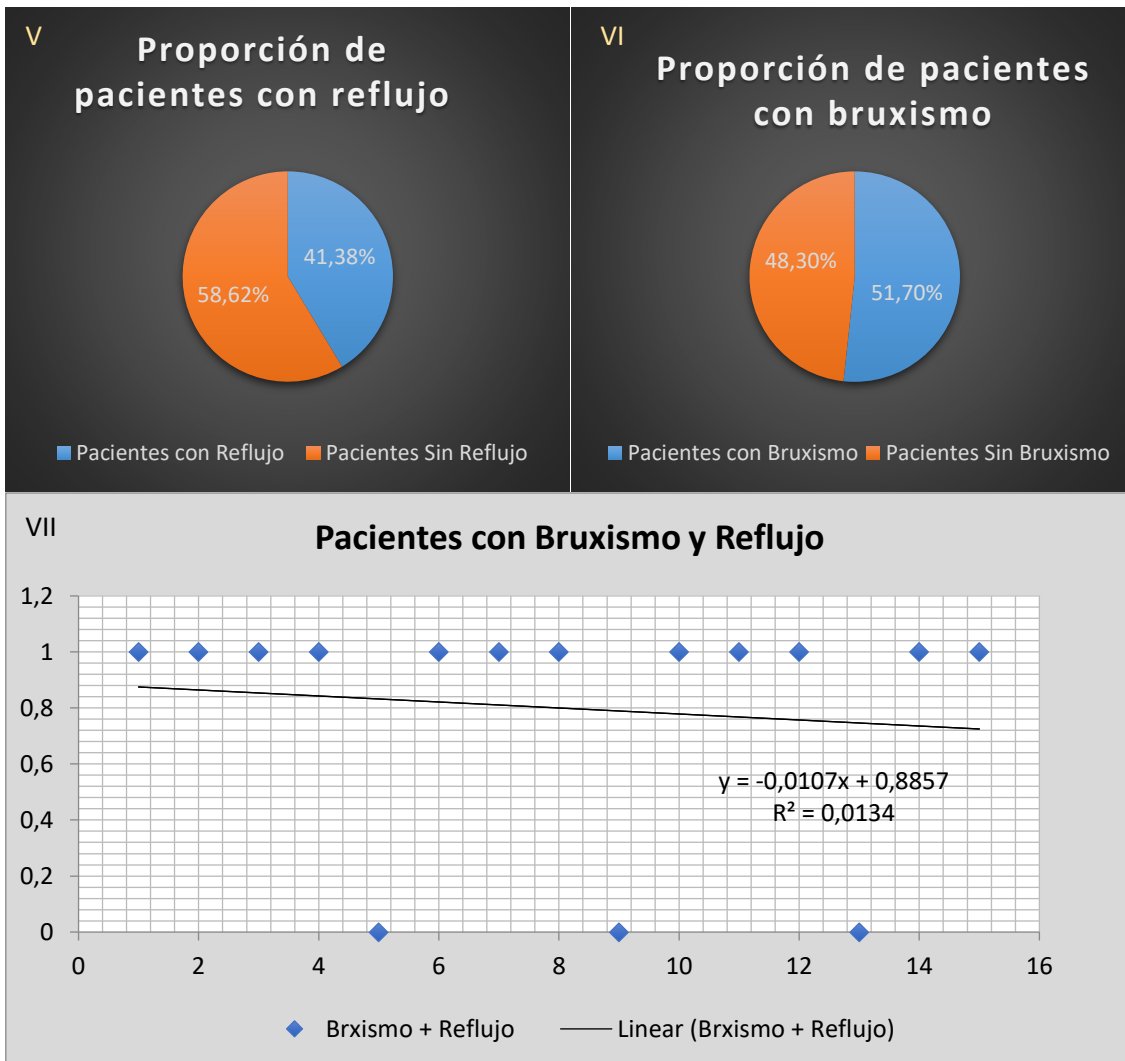 V
Proporción de
pacientes con reflujo
41,38%
58,62%
Pacientes con Reflujo
Pacientes Sin Reflujo
VI
Proporción de pacientes
con bruxismo
48,30%
51,70%
Pacientes con Bruxismo
Pacientes Sin Bruxismo
VII
Pacientes con Bruxismo y Reflujo
1,2
1
0,8
0,6
0,4
0,2
0
y = -0,0107x + 0,8857
R² = 0,0134
0 2 4 6 8 10 12 14 16
Brxismo + Reflujo
Linear (Brxismo + Reflujo)